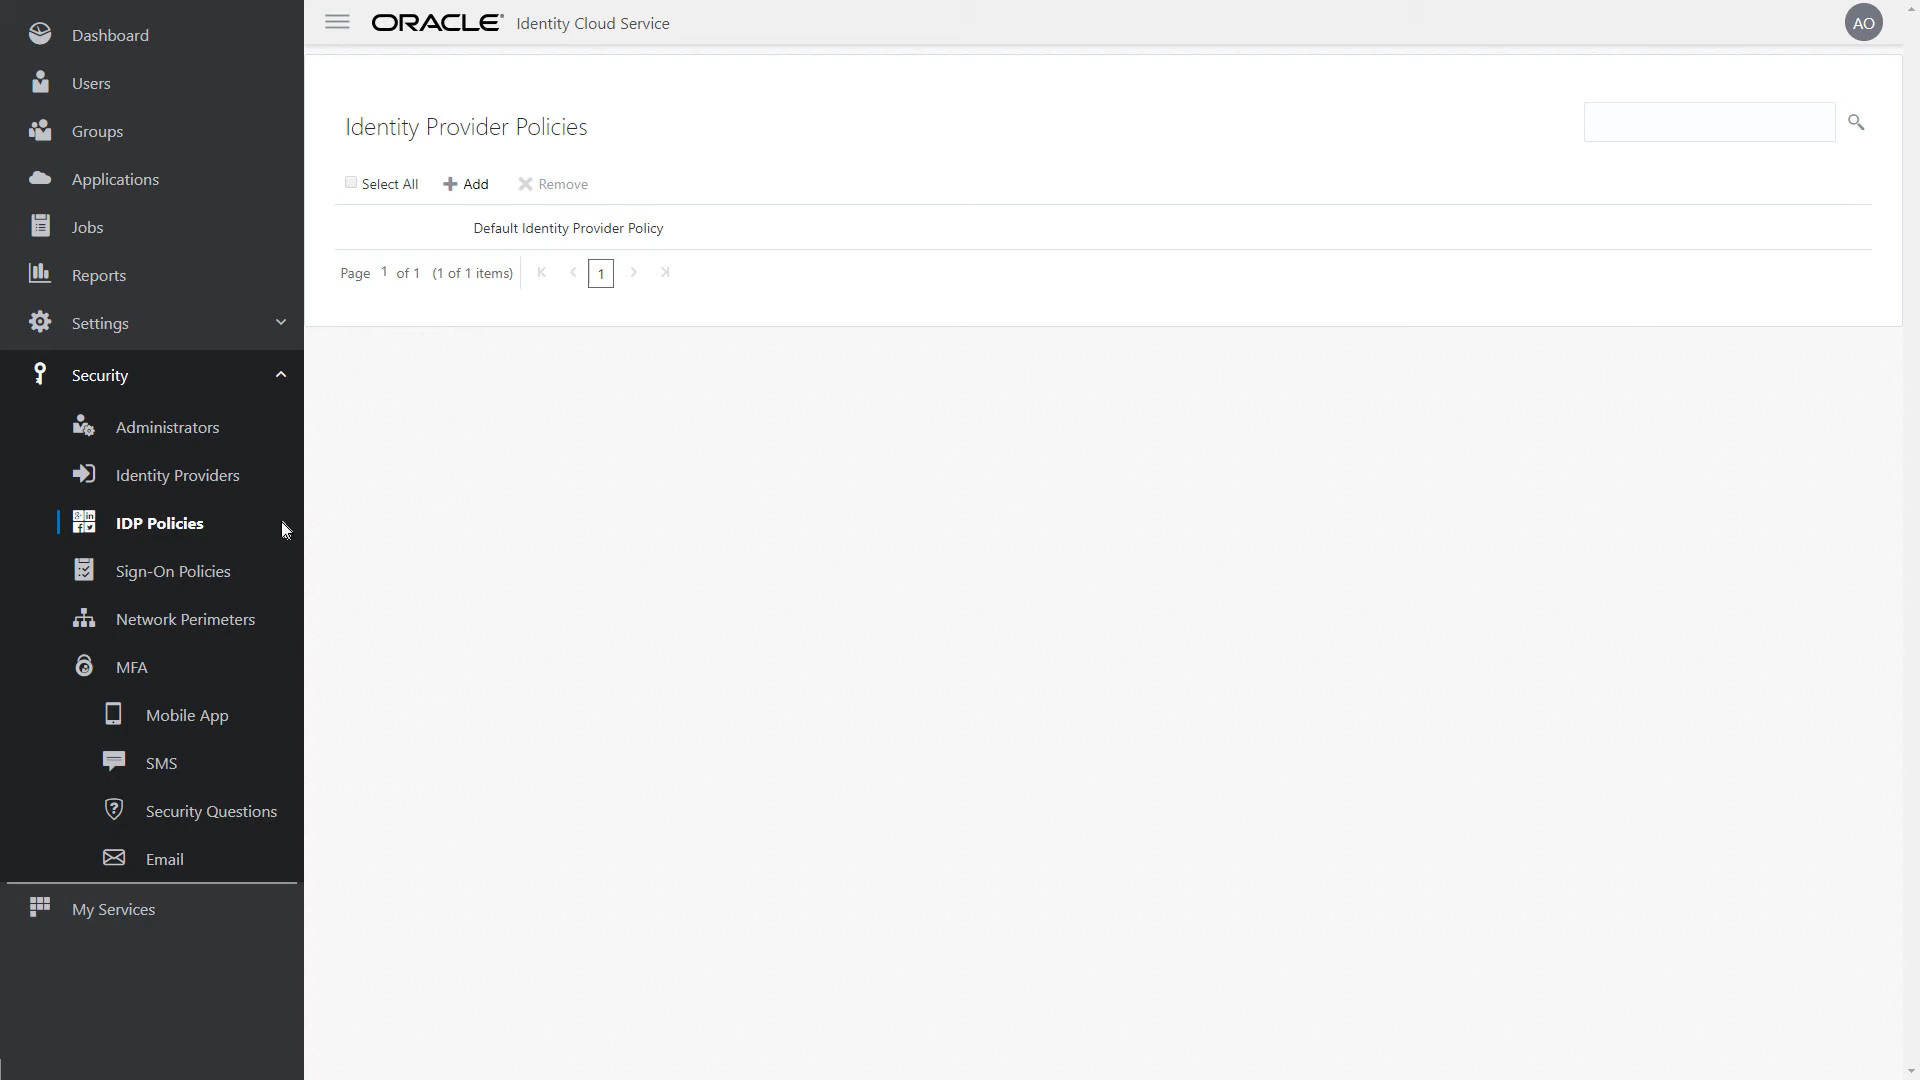 Dashboard
Users
Groups
Applications
Jobs
Reports
Settings
Security
Administrators
Identity Providers
IDP Policies
Sign-On Policies
Network Perimeters
MFA
Mobile App
SMS
Security Questions
Email
My Services
ORACLE Identity Cloud Service
AO
Identity Provider Policies
Select All Add Remove
Default Identity Provider Policy
Page 1 of 1 (1 of 1 items) 1